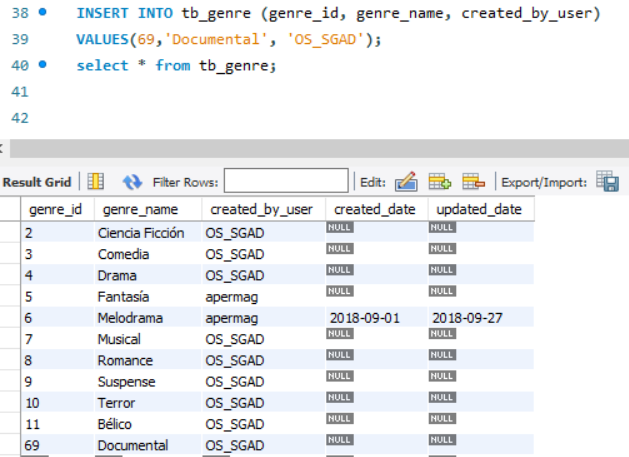 38 INSERT INTO tb_genre (genre_id, genre_name, created_by_user)
39 VALUES(69,'Documental', 'OS_SGAD');
40 select * from tb_genre;
41
42
Result Grid Filter Rows: Edit: Export/Import:
genre_id genre_name created_by_user created_date updated_date
2 Ciencia Ficción OS_SGAD NULL NULL
3 Comedia OS_SGAD NULL NULL
4 Drama OS_SGAD NULL NULL
5 Fantasía apermag NULL NULL
6 Melodrama apermag 2018-09-01 2018-09-27
7 Musical OS_SGAD NULL NULL
8 Romance OS_SGAD NULL NULL
9 Suspense OS_SGAD NULL NULL
10 Terror OS_SGAD NULL NULL
11 Bélico OS_SGAD NULL NULL
69 Documental OS_SGAD NULL NULL